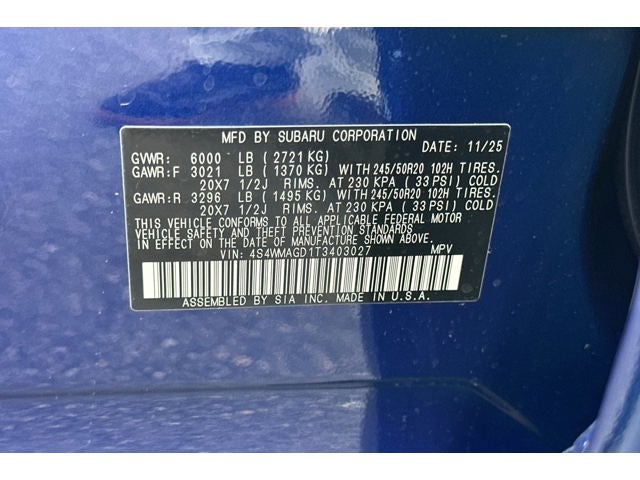 MFD BY SUBARU CORPORATION DATE: 11/25
GVWR: 6000 LB ( 2721 KG)
GAWR:F 3021 LB ( 1370 KG) WITH 245/50R20 102H TIRES.
20X7 1/2J RIMS. AT 230 KPA ( 33 PSI) COLD
GAWR:R 3296 LB ( 1495 KG) WITH 245/50R20 102H TIRES.
20X7 1/2J RIMS. AT 230 KPA ( 33 PSI) COLD
THIS VEHICLE CONFORMS TO ALL APPLICABLE FEDERAL MOTOR
VEHICLE SAFETY AND THEFT PREVENTION STANDARDS
IN EFFECT ON THE DATE OF MANUFACTURE SHOWN ABOVE.
VIN: 4S4WMAGD1T3403027 MPV
ASSEMBLED BY SIA INC. MADE IN U.S.A.